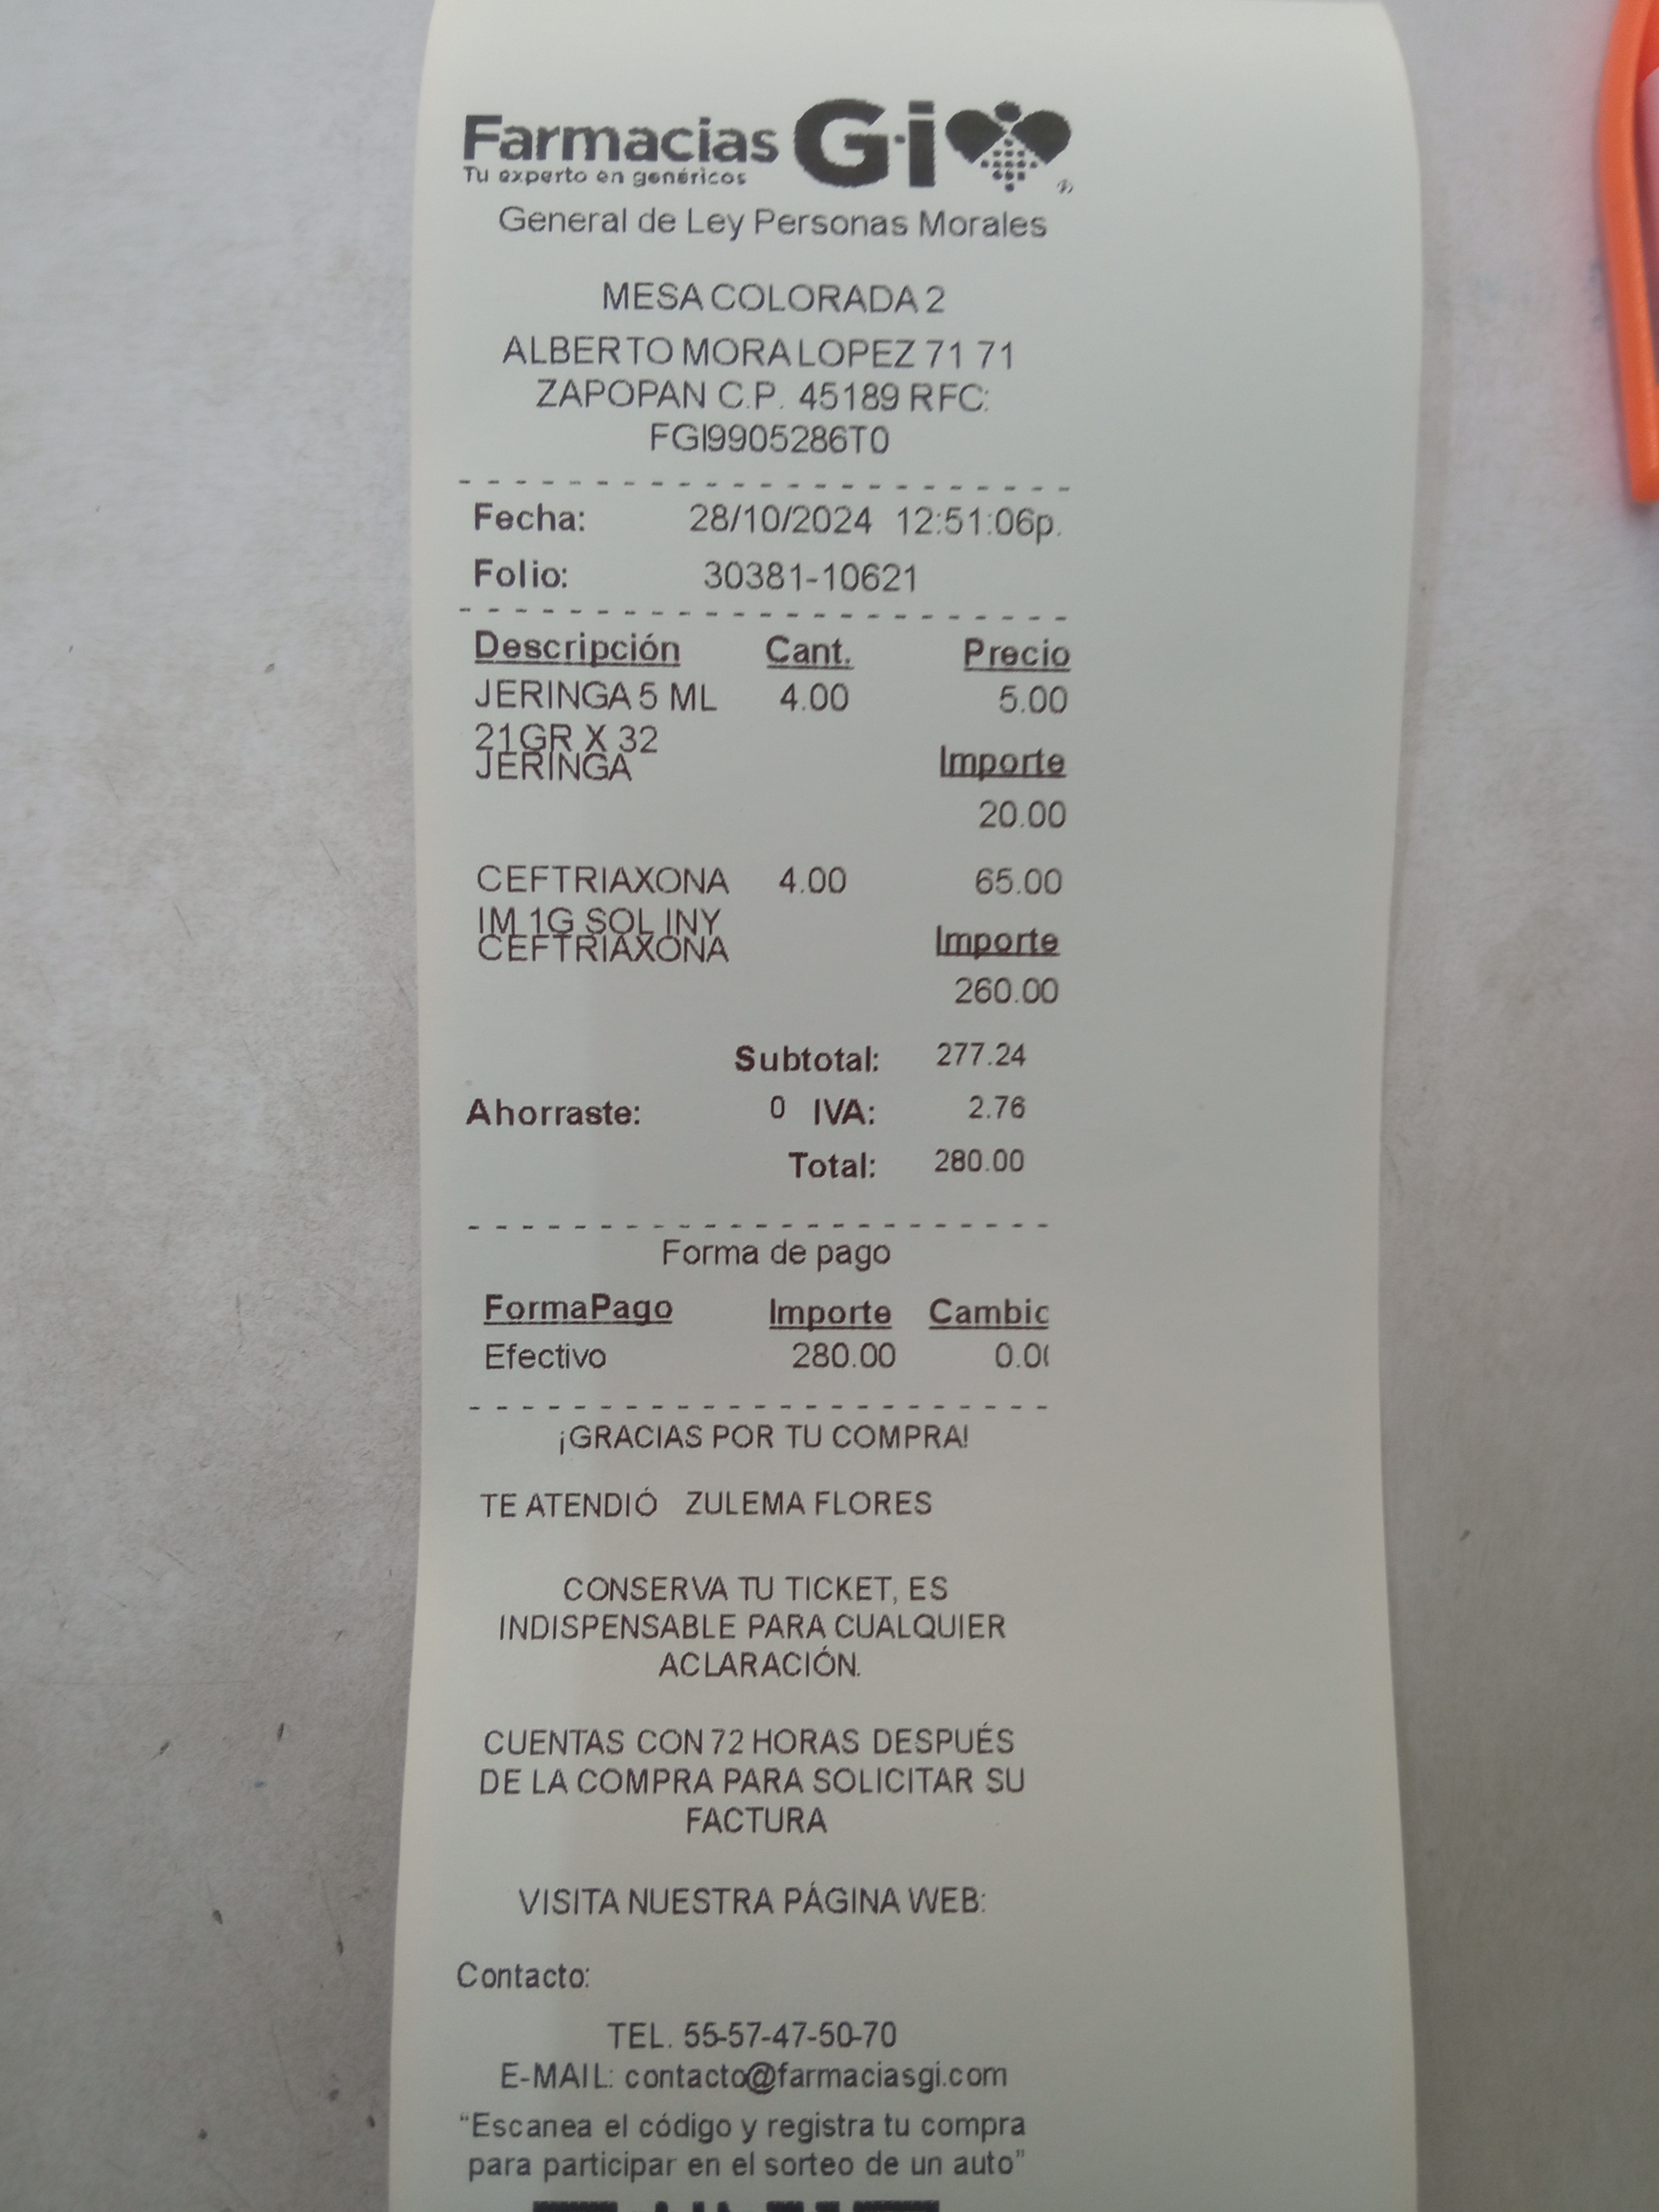 Farmacias G·i
Tu experto en genéricos
General de Ley Personas Morales
MESA COLORADA 2
ALBERTO MORA LOPEZ 71 71
ZAPOPAN C.P. 45189 RFC:
FGI9905286T0
Fecha: 28/10/2024 12:51:06p.
Folio: 30381-10621
Descripción Cant. Precio
JERINGA 5 ML 4.00 5.00
21GR X 32
JERINGA Importe
20.00
CEFTRIAXONA 4.00 65.00
IM 1G SOL INY
CEFTRIAXONA Importe
260.00
Subtotal: 277.24
Ahorraste: 0 IVA: 2.76
Total: 280.00
Forma de pago
FormaPago Importe Cambio
Efectivo 280.00 0.00
¡GRACIAS POR TU COMPRA!
TE ATENDIÓ ZULEMA FLORES
CONSERVA TU TICKET, ES
INDISPENSABLE PARA CUALQUIER
ACLARACIÓN.
CUENTAS CON 72 HORAS DESPUÉS
DE LA COMPRA PARA SOLICITAR SU
FACTURA
VISITA NUESTRA PÁGINA WEB:
Contacto:
TEL. 55-57-47-50-70
E-MAIL: contacto@farmaciasgi.com
“Escanea el código y registra tu compra
para participar en el sorteo de un auto”